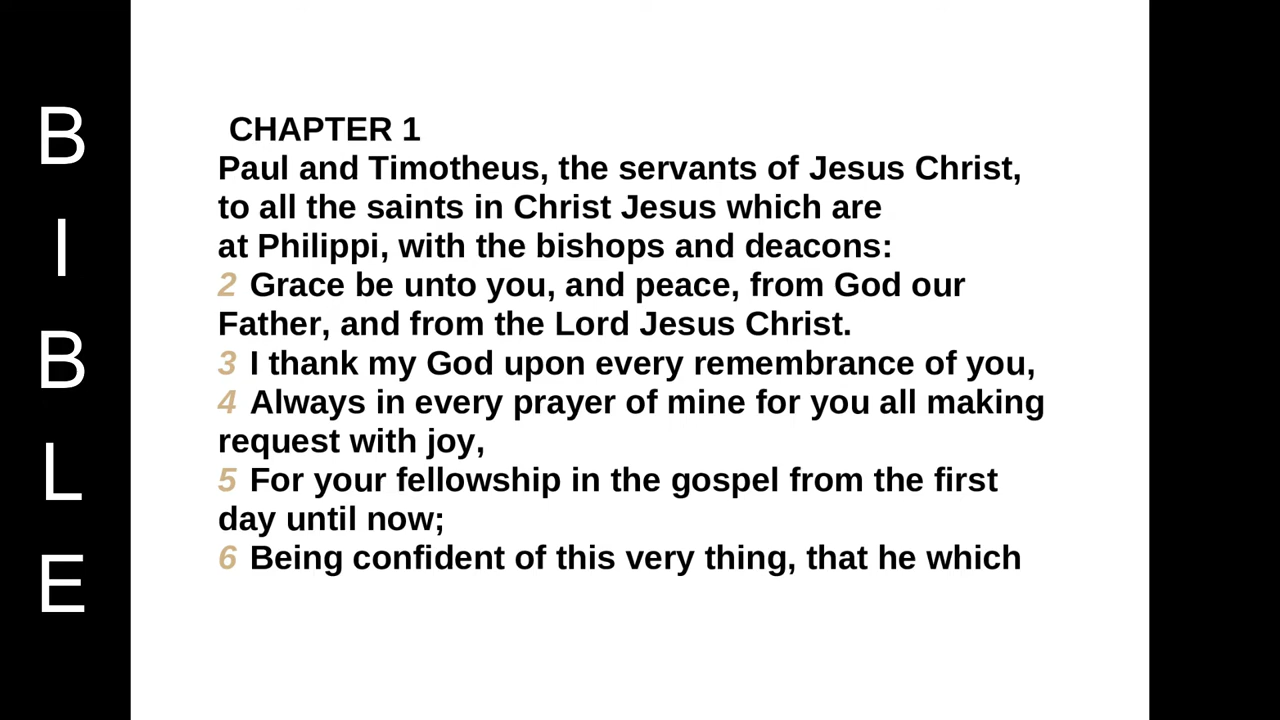 BIBLE
CHAPTER 1
Paul and Timotheus, the servants of Jesus Christ,
to all the saints in Christ Jesus which are
at Philippi, with the bishops and deacons:
2 Grace be unto you, and peace, from God our
Father, and from the Lord Jesus Christ.
3 I thank my God upon every remembrance of you,
4 Always in every prayer of mine for you all making
request with joy,
5 For your fellowship in the gospel from the first
day until now;
6 Being confident of this very thing, that he which